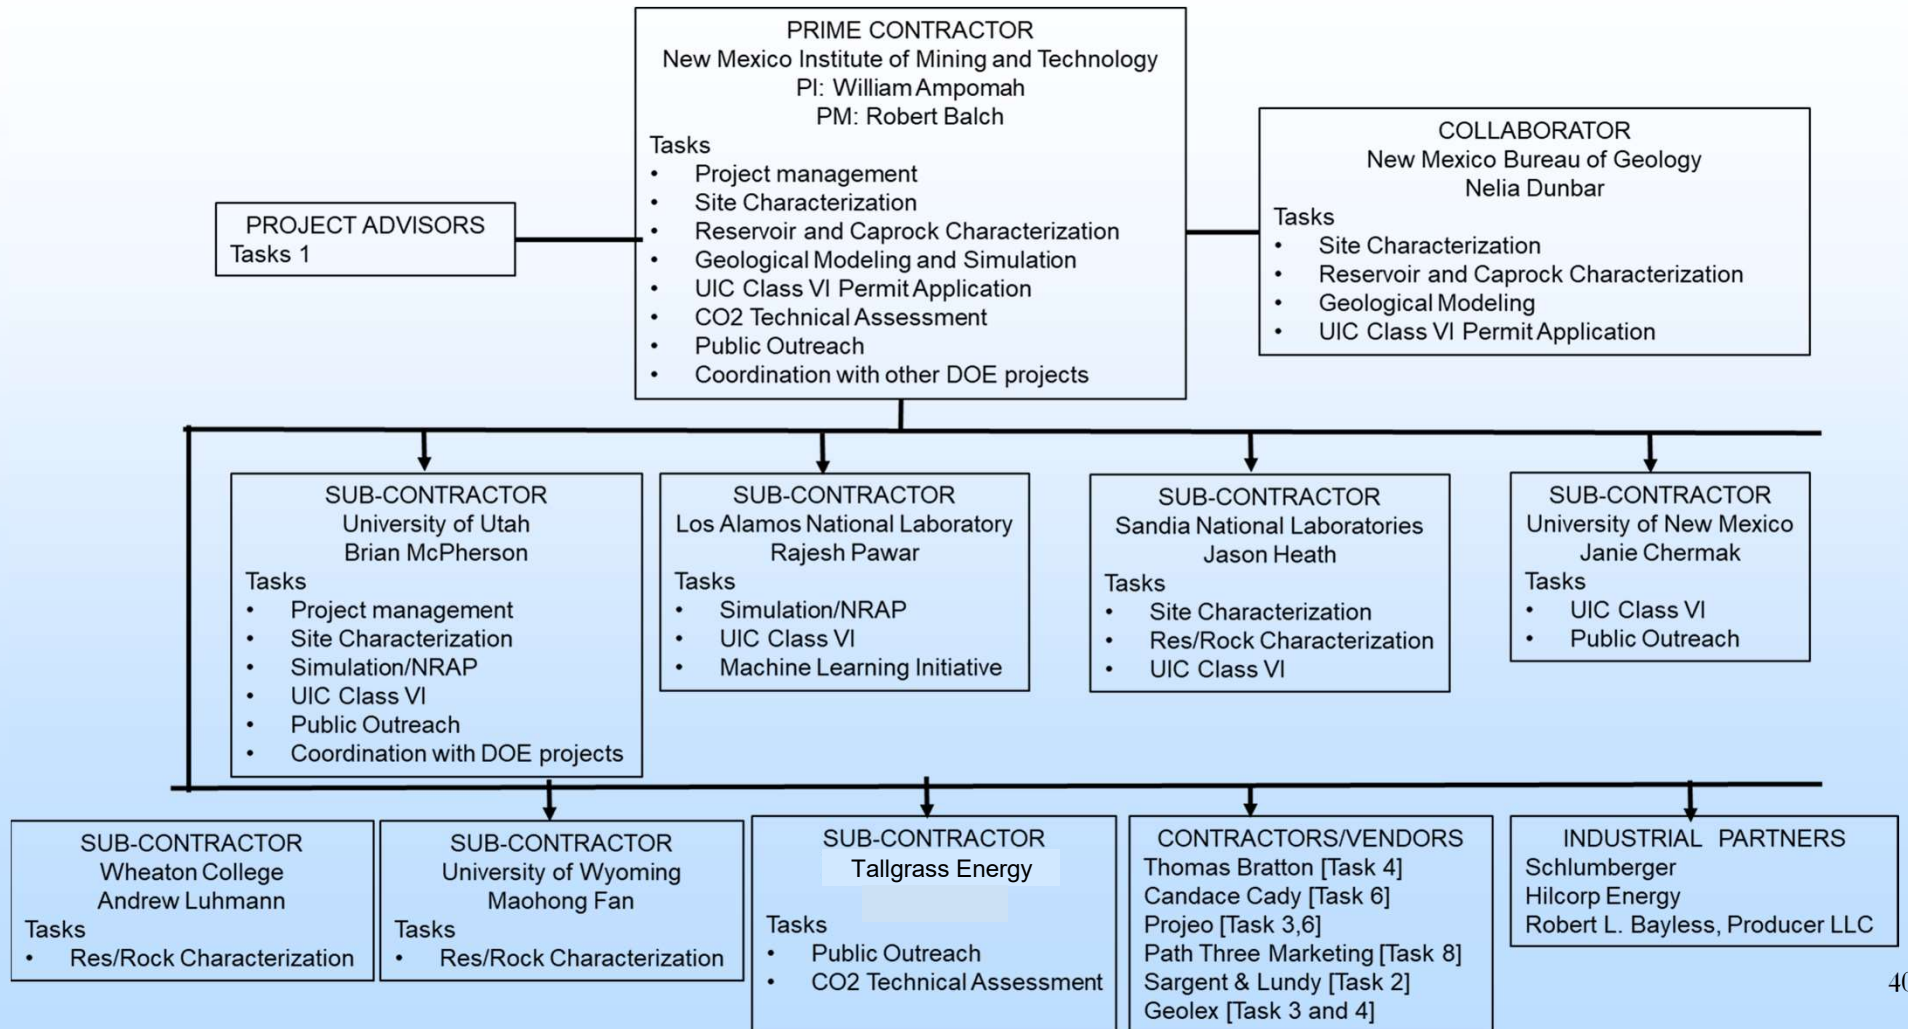 PRIME CONTRACTOR
New Mexico Institute of Mining and Technology
PI: William Ampomah
PM: Robert Balch
Tasks
• Project management
• Site Characterization
• Reservoir and Caprock Characterization
• Geological Modeling and Simulation
• UIC Class VI Permit Application
• CO2 Technical Assessment
• Public Outreach
• Coordination with other DOE projects
COLLABORATOR
New Mexico Bureau of Geology
Nelia Dunbar
Tasks
• Site Characterization
• Reservoir and Caprock Characterization
• Geological Modeling
• UIC Class VI Permit Application
PROJECT ADVISORS
Tasks 1
SUB-CONTRACTOR
University of Utah
Brian McPherson
Tasks
• Project management
• Site Characterization
• Simulation/NRAP
• UIC Class VI
• Public Outreach
• Coordination with DOE projects
SUB-CONTRACTOR
Los Alamos National Laboratory
Rajesh Pawar
Tasks
• Simulation/NRAP
• UIC Class VI
• Machine Learning Initiative
SUB-CONTRACTOR
Sandia National Laboratories
Jason Heath
Tasks
• Site Characterization
• Res/Rock Characterization
• UIC Class VI
SUB-CONTRACTOR
University of New Mexico
Janie Chermak
Tasks
• UIC Class VI
• Public Outreach
SUB-CONTRACTOR
Wheaton College
Andrew Luhmann
Tasks
• Res/Rock Characterization
SUB-CONTRACTOR
University of Wyoming
Maohong Fan
Tasks
• Res/Rock Characterization
SUB-CONTRACTOR
Tallgrass Energy
Tasks
• Public Outreach
• CO2 Technical Assessment
CONTRACTORS/VENDORS
Thomas Bratton [Task 4]
Candace Cady [Task 6]
Projeo [Task 3,6]
Path Three Marketing [Task 8]
Sargent & Lundy [Task 2]
Geolex [Task 3 and 4]
INDUSTRIAL PARTNERS
Schlumberger
Hilcorp Energy
Robert L. Bayless, Producer LLC
40